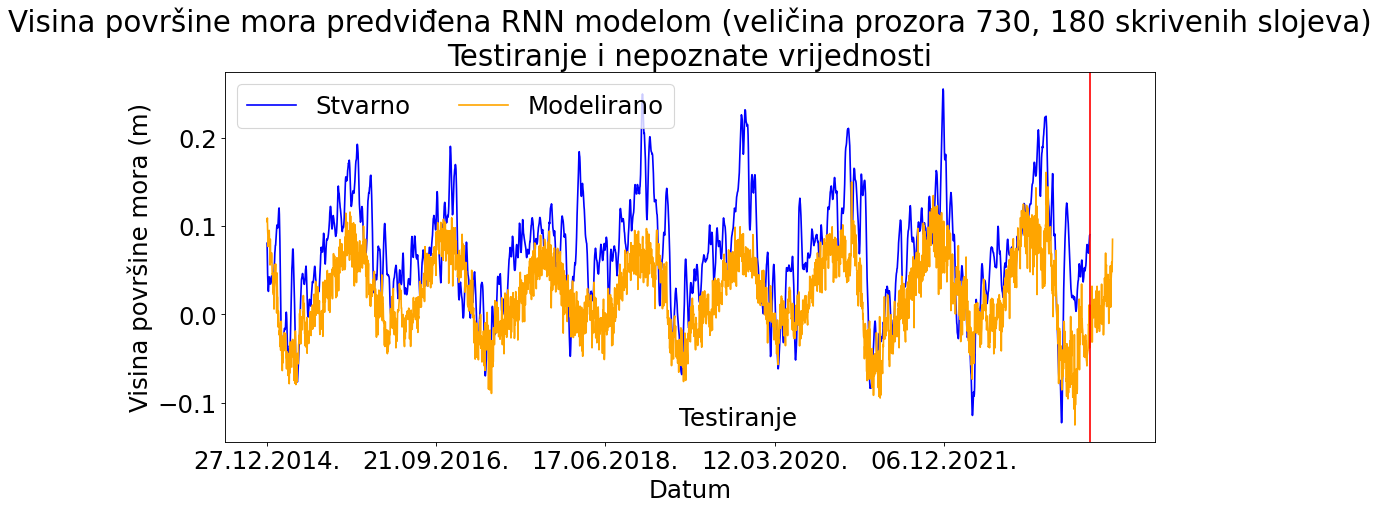 Visina površine mora predviđena RNN modelom (veličina prozora 730, 180 skrivenih slojeva)
Testiranje i nepoznate vrijednosti
Stvarno Modelirano
Visina površine mora (m)
0.2
0.1
0.0
−0.1
Testiranje
27.12.2014. 21.09.2016. 17.06.2018. 12.03.2020. 06.12.2021.
Datum